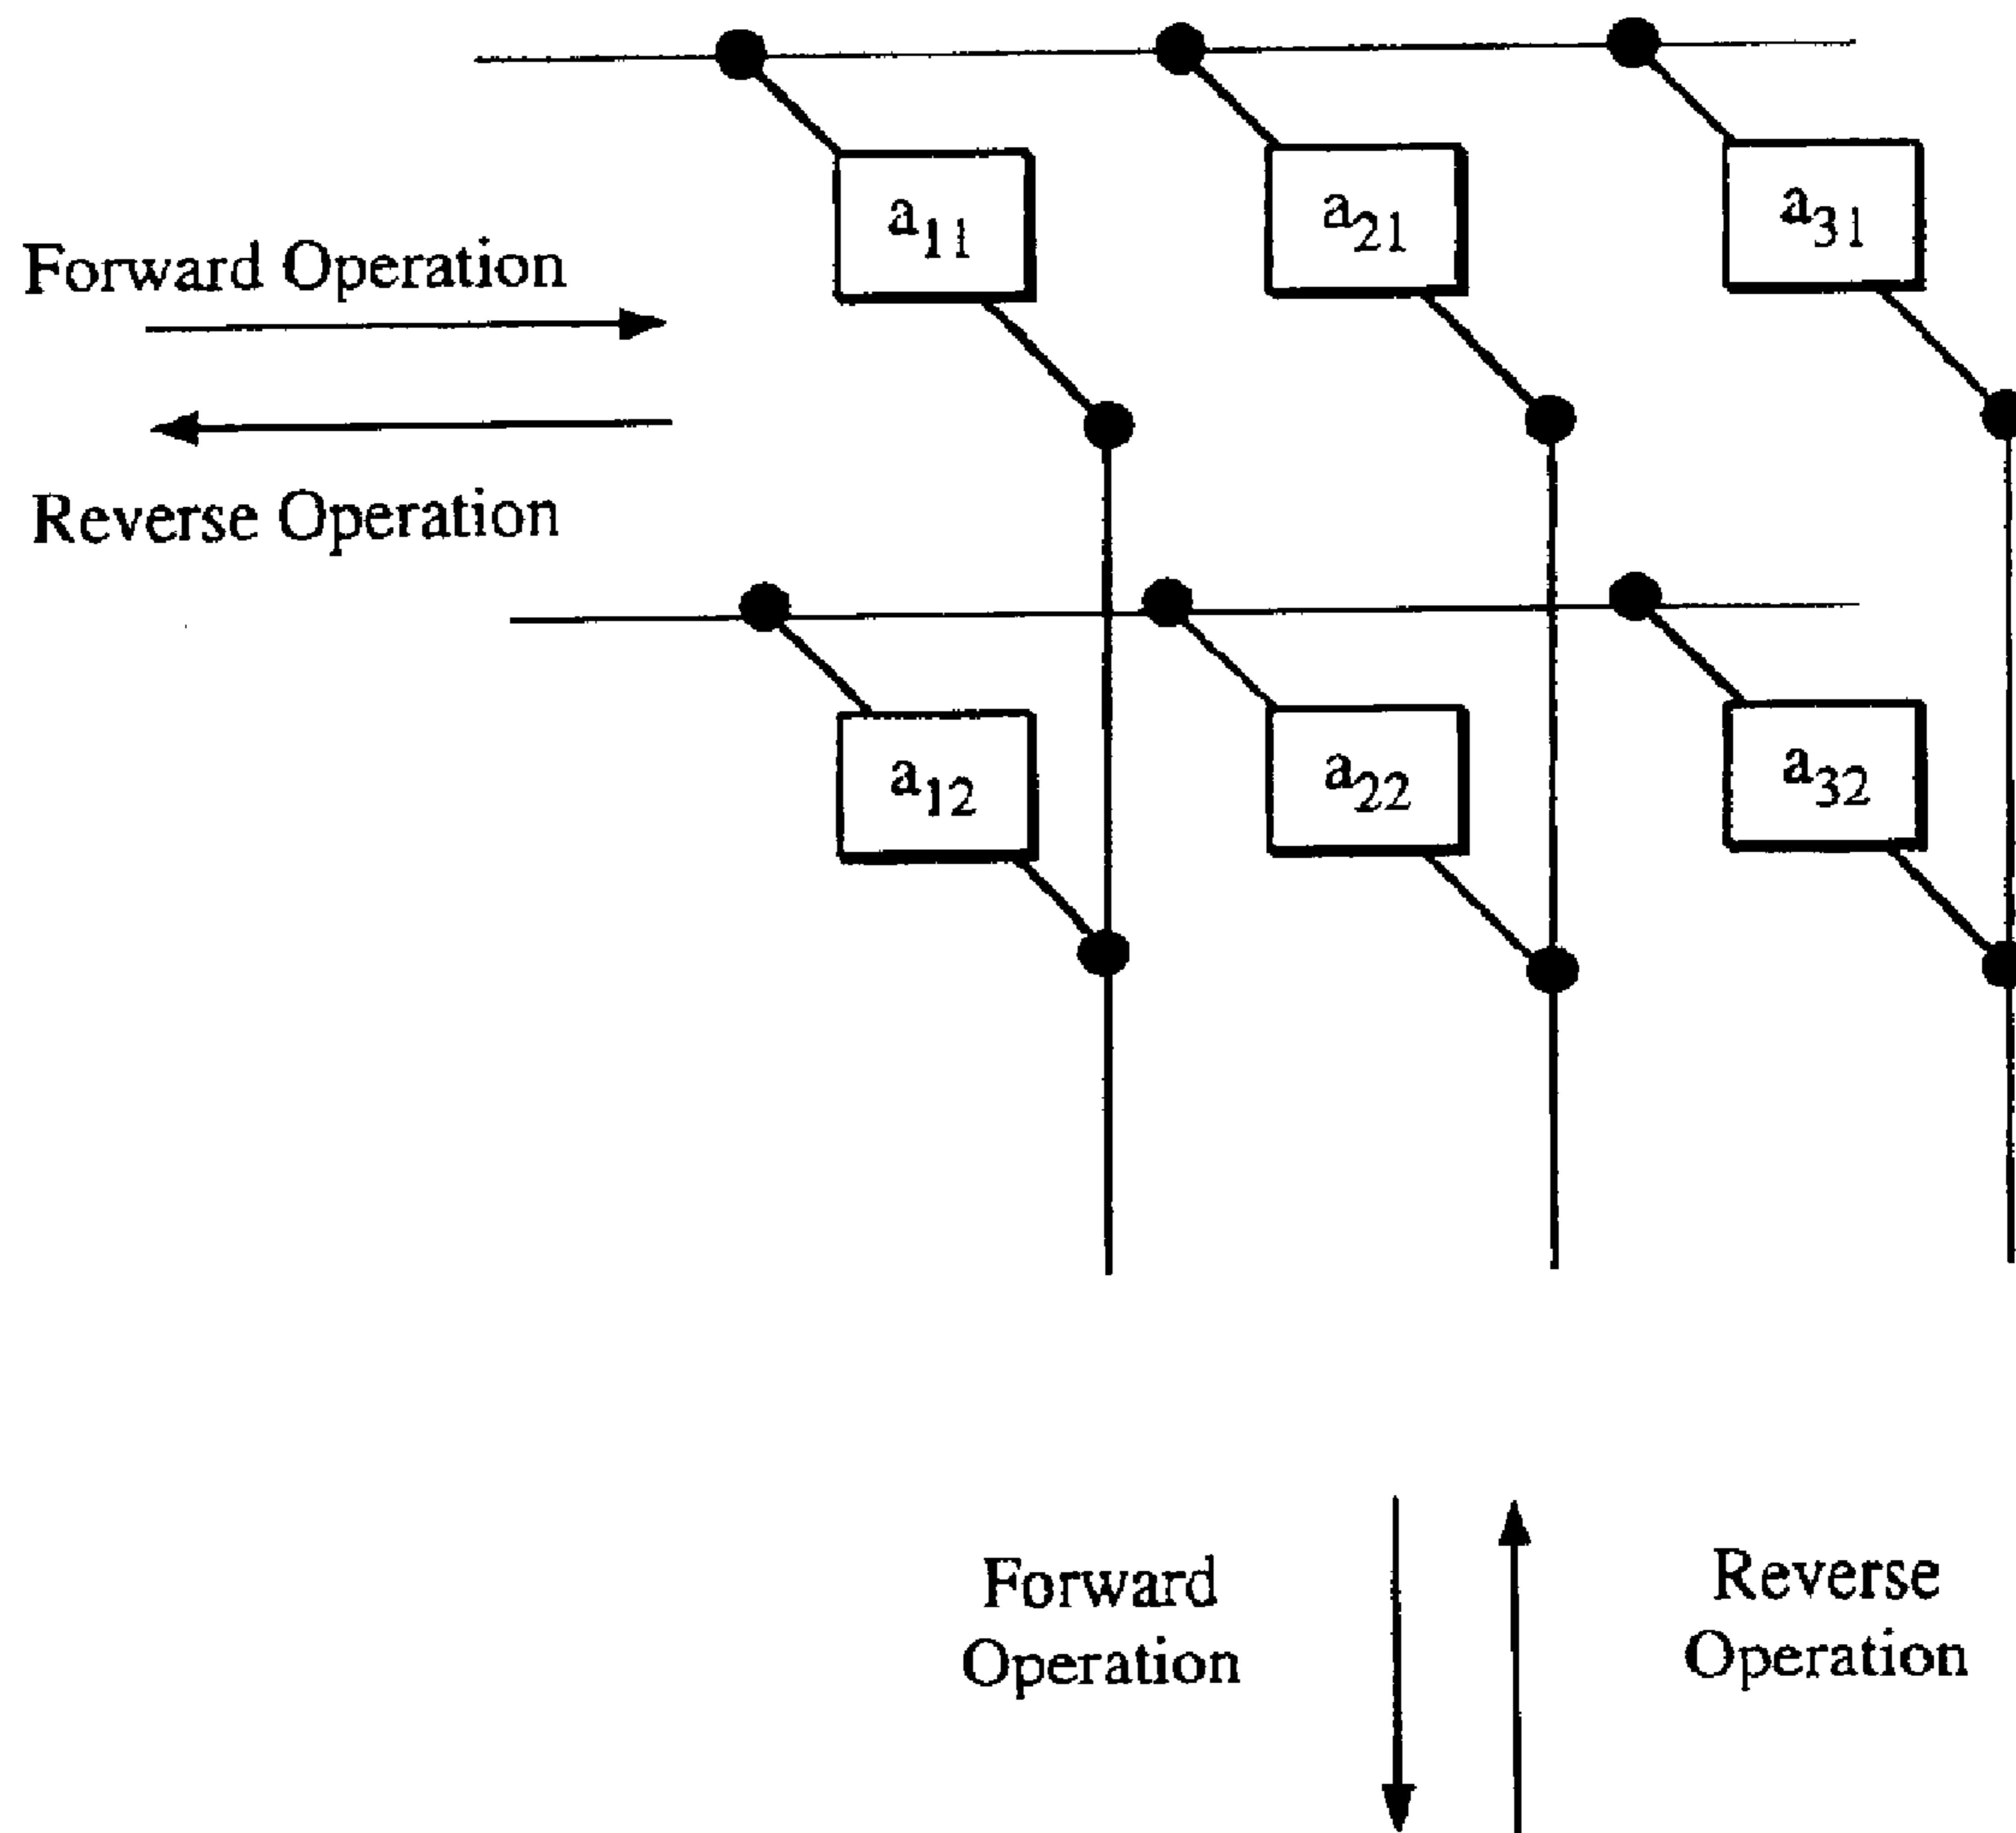 a11 a21 a31
Forward Operation
Reverse Operation
a12 a22 a32
Forward
Operation
Reverse
Operation